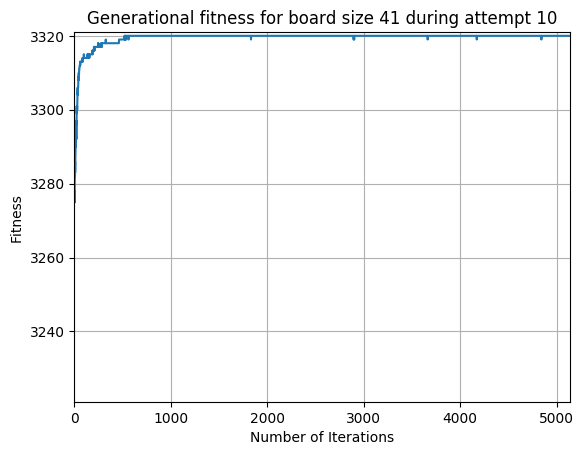 Generational fitness for board size 41 during attempt 10
3320
3300
3280
3260
3240
Fitness
0 1000 2000 3000 4000 5000
Number of Iterations